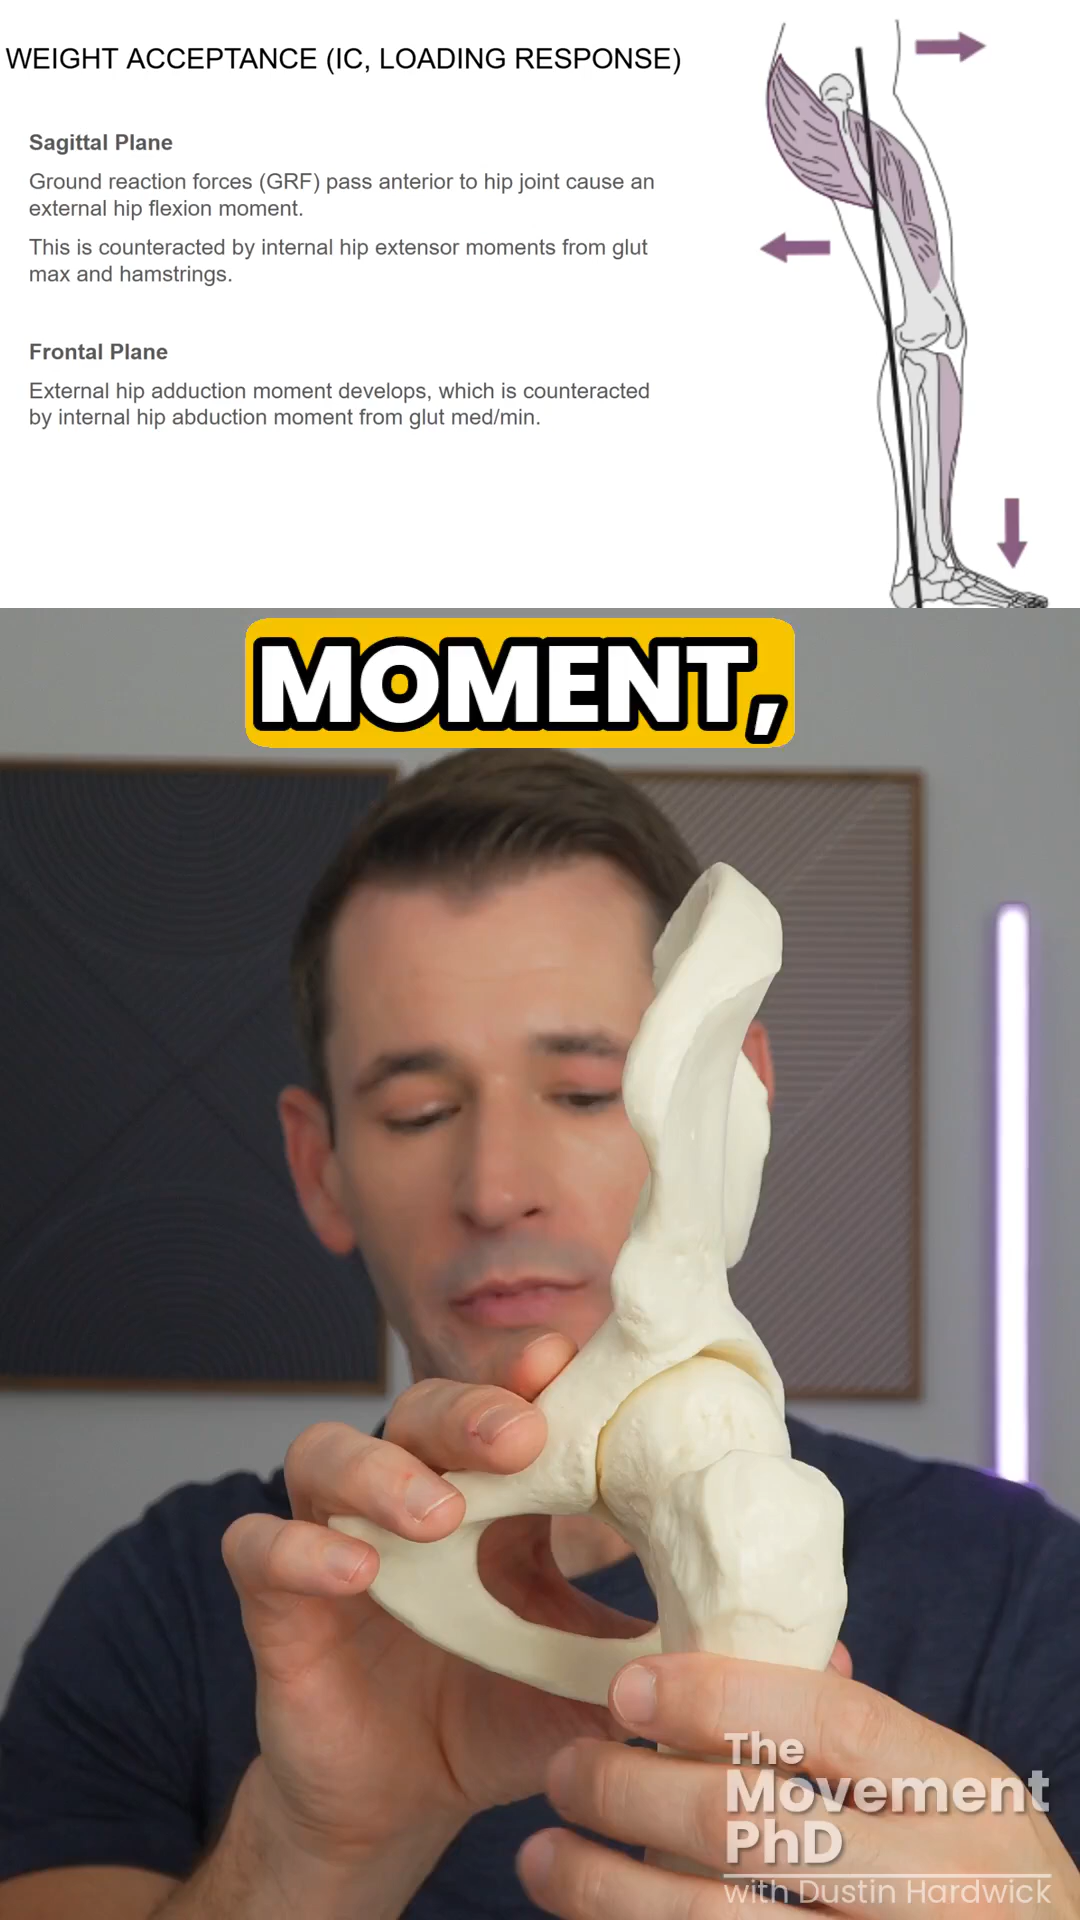 WEIGHT ACCEPTANCE (IC, LOADING RESPONSE)
Sagittal Plane
Ground reaction forces (GRF) pass anterior to hip joint cause an
external hip flexion moment.
This is counteracted by internal hip extensor moments from glut
max and hamstrings.
Frontal Plane
External hip adduction moment develops, which is counteracted
by internal hip abduction moment from glut med/min.
MOMENT,
The
Movement
PhD
with Dustin Hardwick